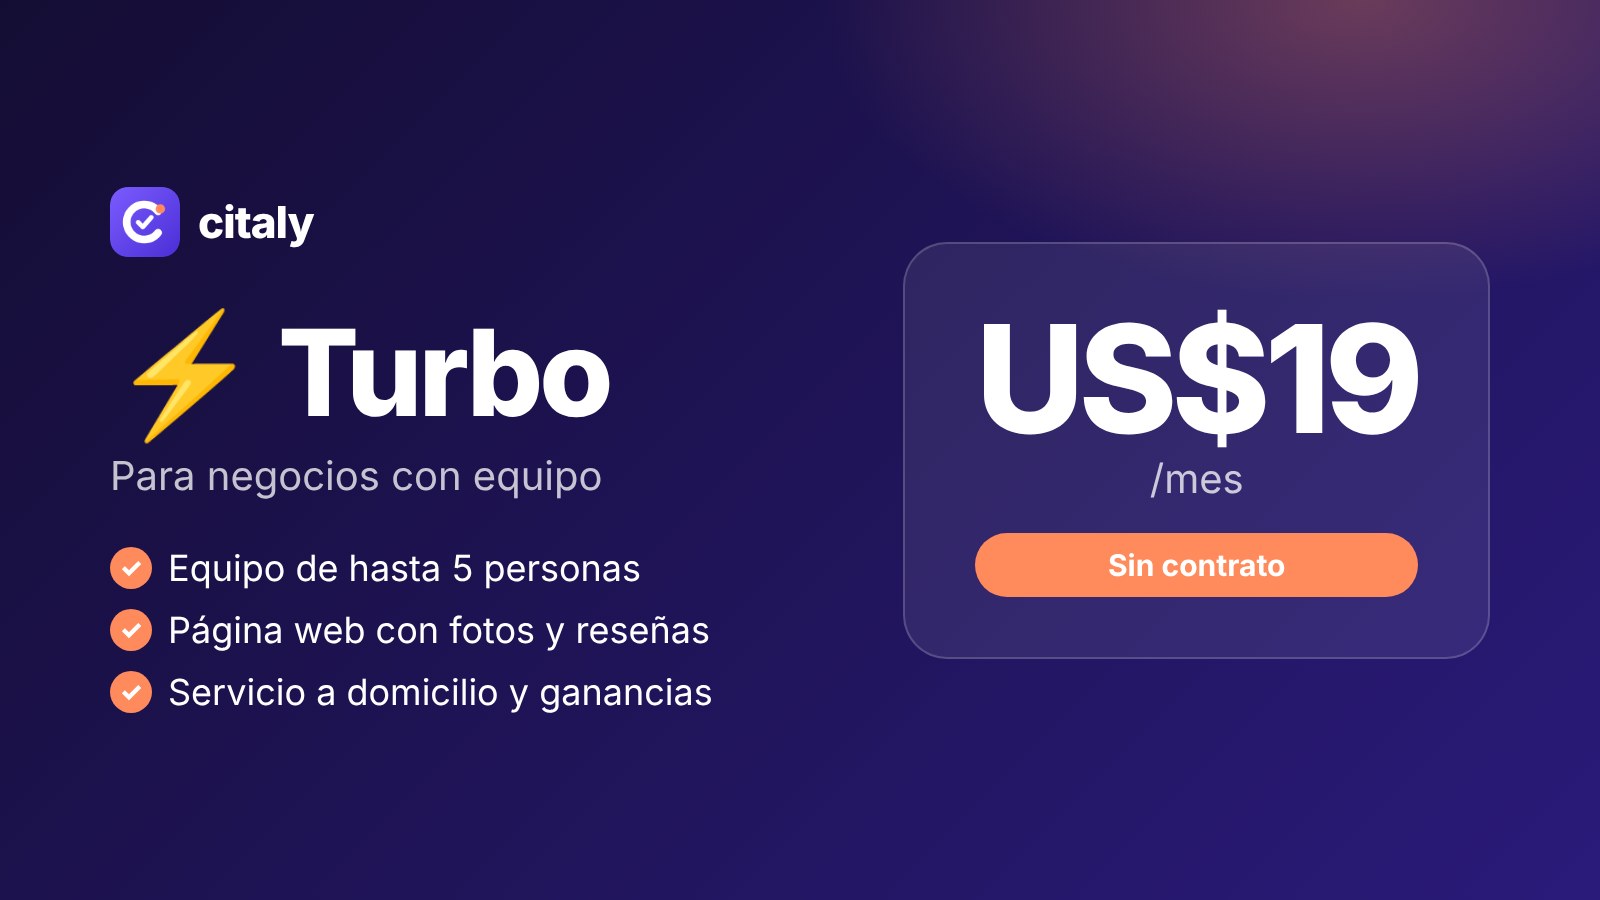 citaly
⚡ Turbo
Para negocios con equipo
Equipo de hasta 5 personas
Página web con fotos y reseñas
Servicio a domicilio y ganancias
US$19
/mes
Sin contrato